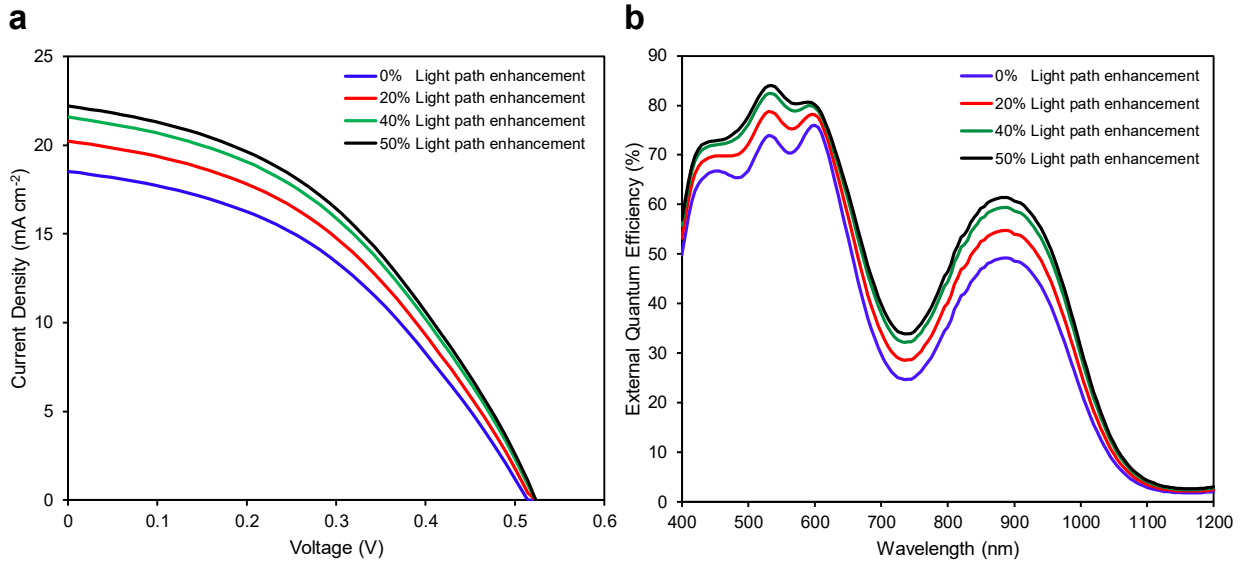 a
25
20
15
10
5
0
Current Density (mA cm⁻²)
0% Light path enhancement
20% Light path enhancement
40% Light path enhancement
50% Light path enhancement
0
0.1
0.2
0.3
0.4
0.5
0.6
Voltage (V)
b
90
80
70
60
50
40
30
20
10
0
External Quantum Efficiency (%)
0% Light path enhancement
20% Light path enhancement
40% Light path enhancement
50% Light path enhancement
400
500
600
700
800
900
1000
1100
1200
Wavelength (nm)